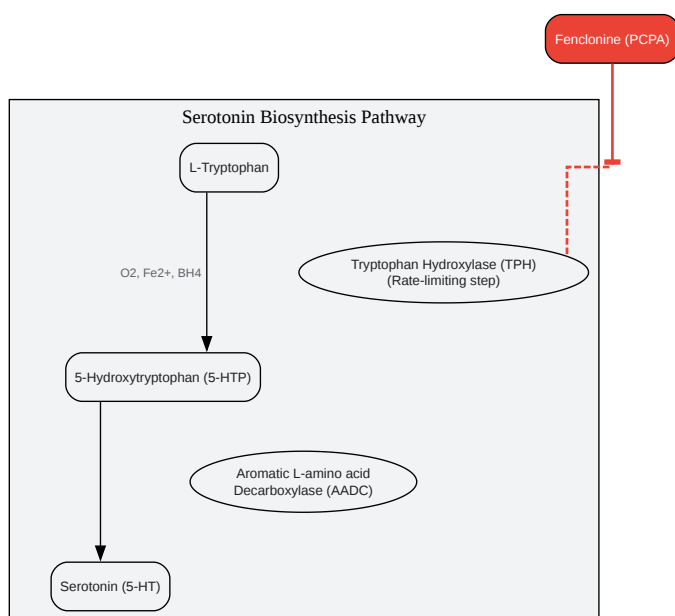 Fenclonine (PCPA)
Serotonin Biosynthesis Pathway
L-Tryptophan
O2, Fe2+, BH4
Tryptophan Hydroxylase (TPH)
(Rate-limiting step)
5-Hydroxytryptophan (5-HTP)
Aromatic L-amino acid
Decarboxylase (AADC)
Serotonin (5-HT)